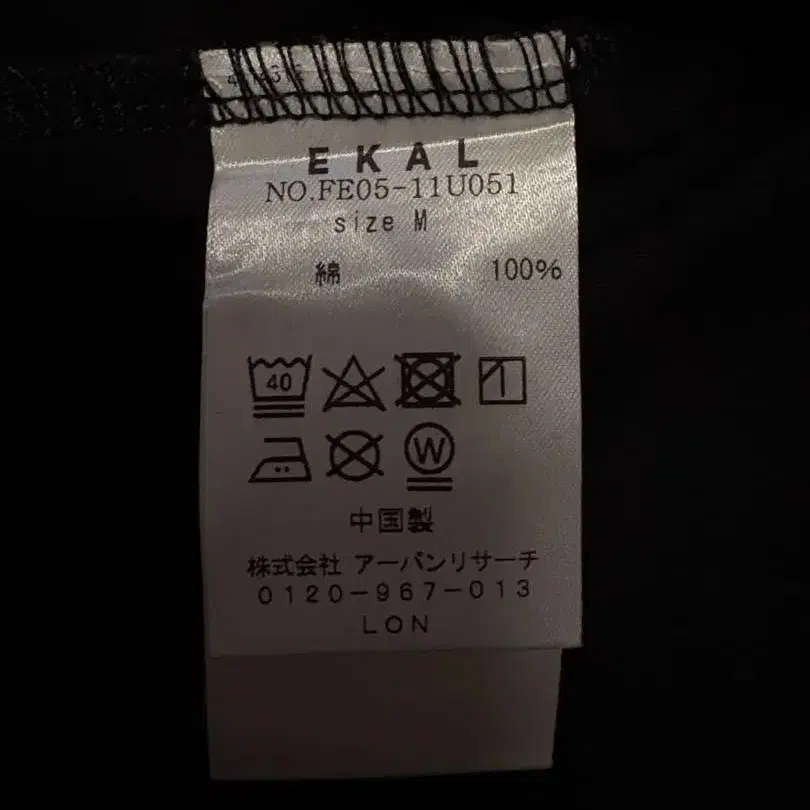 EKAL
NO.FE05-11U051
size M
綿 100%
40
W
中国製
株式会社 アーバンリサーチ
0120-967-013
LON